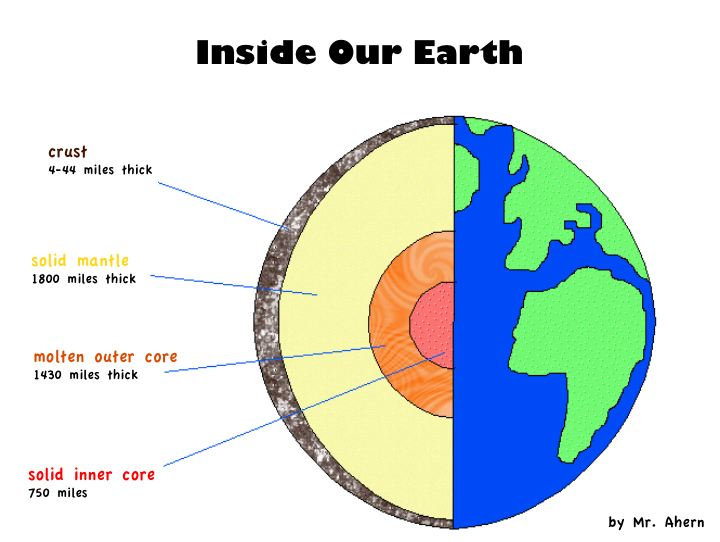 Inside Our Earth
crust
4-44 miles thick
solid mantle
1800 miles thick
molten outer core
1430 miles thick
solid inner core
750 miles
by Mr. Ahern